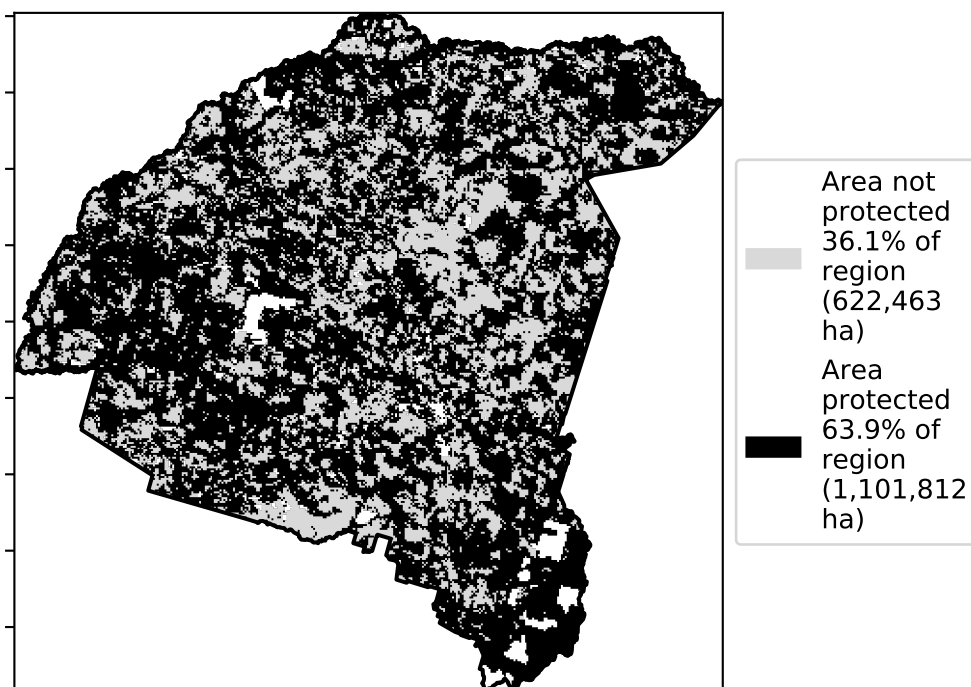 Area not
protected
36.1% of
region
(622,463
ha)
Area
protected
63.9% of
region
(1,101,812
ha)